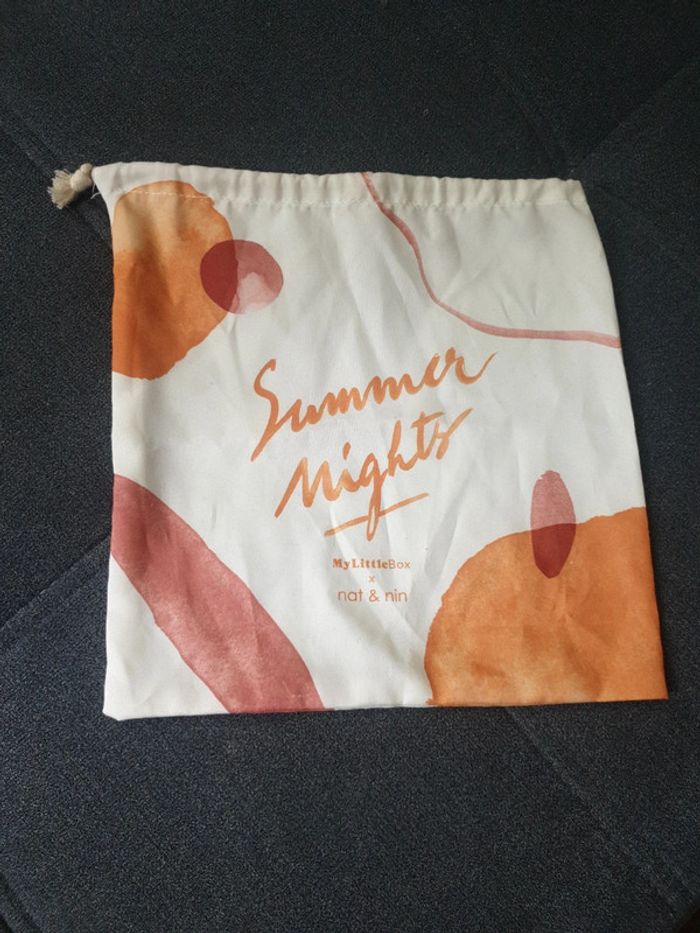 Summer
Nights
MyLittleBox
x
nat & nin